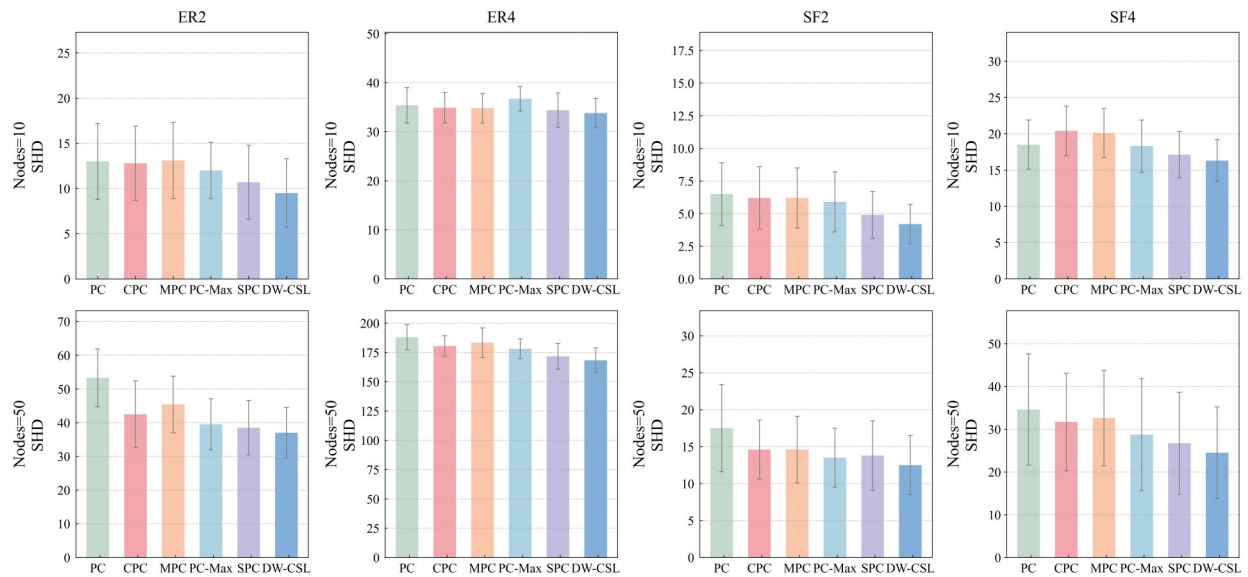 ER2 ER4 SF2 SF4
Nodes=10
SHD
25
20
15
10
5
0
PC CPC MPC PC-Max SPC DW-CSL
50
40
30
20
10
0
PC CPC MPC PC-Max SPC DW-CSL
Nodes=10
SHD
17.5
15.0
12.5
10.0
7.5
5.0
2.5
0.0
PC CPC MPC PC-Max SPC DW-CSL
Nodes=10
SHD
30
25
20
15
10
5
0
PC CPC MPC PC-Max SPC DW-CSL
Nodes=10
SHD
Nodes=50
SHD
70
60
50
40
30
20
10
0
PC CPC MPC PC-Max SPC DW-CSL
Nodes=50
SHD
200
175
150
125
100
75
50
25
0
PC CPC MPC PC-Max SPC DW-CSL
Nodes=50
SHD
30
25
20
15
10
5
0
PC CPC MPC PC-Max SPC DW-CSL
Nodes=50
SHD
50
40
30
20
10
0
PC CPC MPC PC-Max SPC DW-CSL